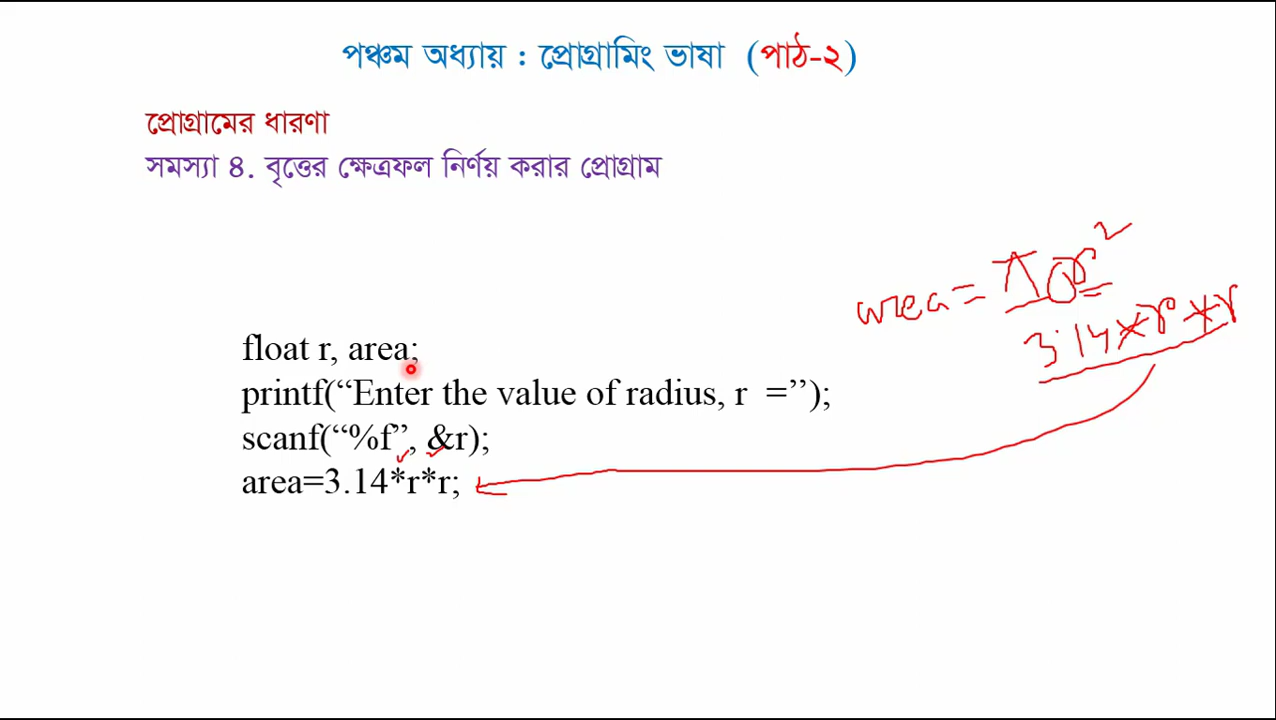 পঞ্চম অধ্যায় : প্রোগ্রামিং ভাষা (পাঠ-২)
প্রোগ্রামের ধারণা
সমস্যা ৪. বৃত্তের ক্ষেত্রফল নির্ণয় করার প্রোগ্রাম
area = πr²
3.14*r*r
float r, area;
printf(“Enter the value of radius, r =”);
scanf(“%f”, &r);
area=3.14*r*r;